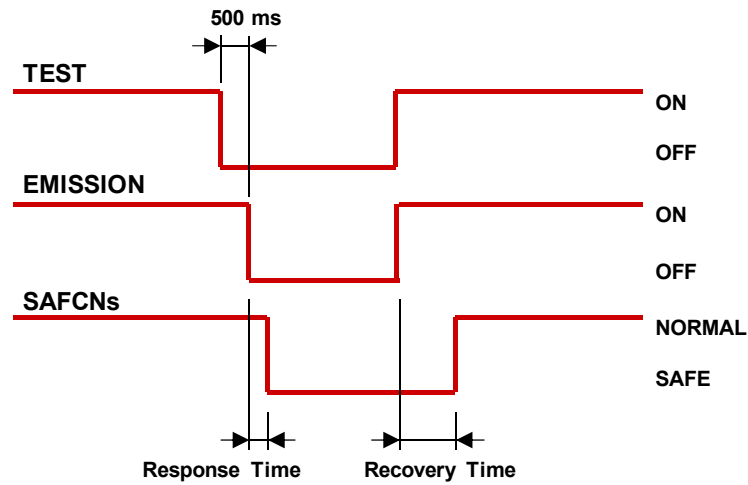 500 ms
TEST
ON
OFF
EMISSION
ON
OFF
SAFCNs
NORMAL
SAFE
Response Time
Recovery Time